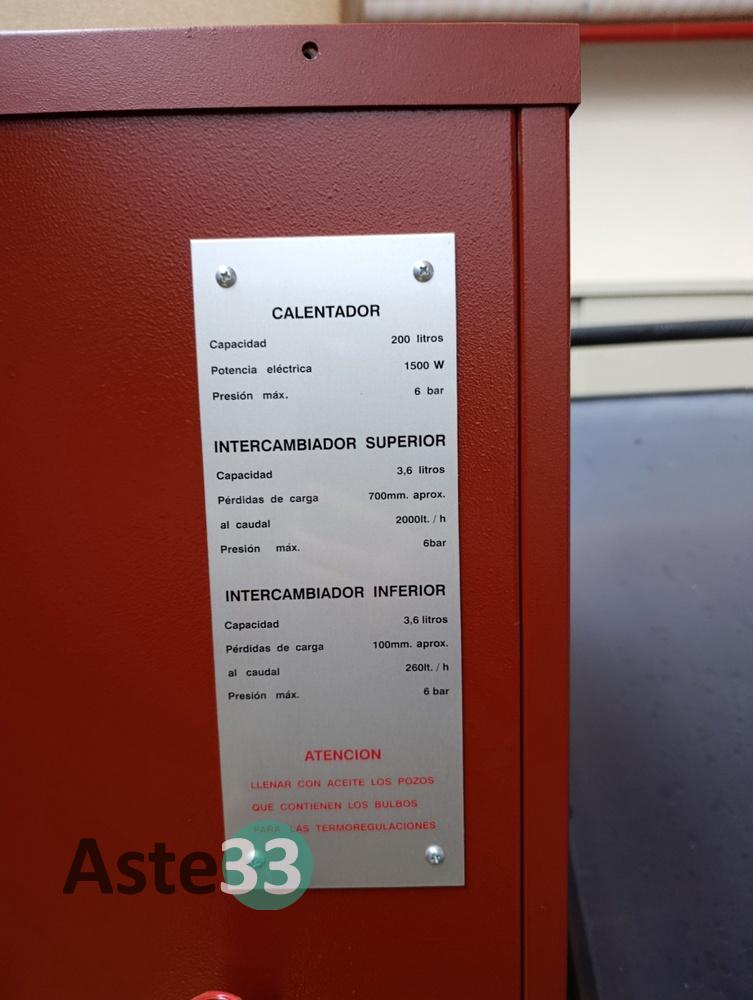 CALENTADOR
Capacidad 200 litros
Potencia eléctrica 1500 W
Presión máx. 6 bar
INTERCAMBIADOR SUPERIOR
Capacidad 3,6 litros
Pérdidas de carga 700mm. aprox.
al caudal 2000lt. / h
Presión máx. 6bar
INTERCAMBIADOR INFERIOR
Capacidad 3,6 litros
Pérdidas de carga 100mm. aprox.
al caudal 260lt. / h
Presión máx. 6 bar
ATENCION
LLENAR CON ACEITE LOS POZOS
QUE CONTIENEN LOS BULBOS
PARA LAS TERMOREGULACIONES
Aste33